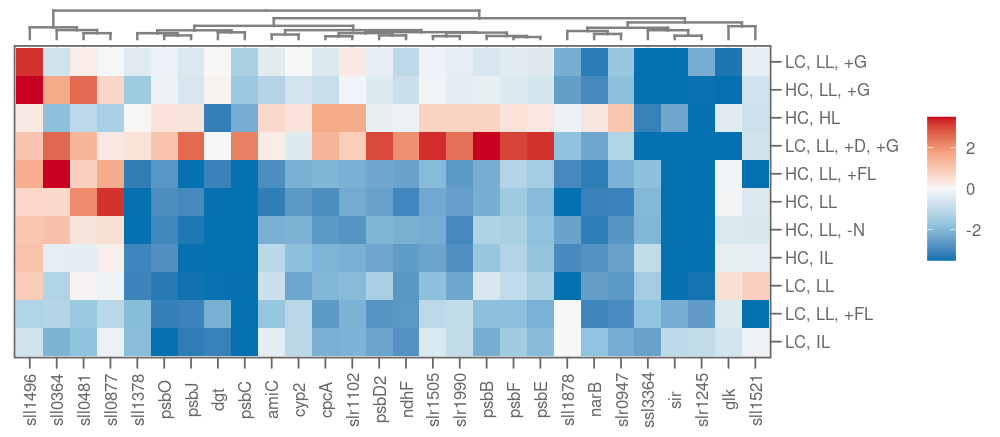 LC, LL, +G
HC, LL, +G
HC, HL
LC, LL, +D, +G
HC, LL, +FL
HC, LL
HC, LL, -N
HC, IL
LC, LL
LC, LL, +FL
LC, IL
2
0
-2
sll1496
sll0364
sll0481
sll0877
sll1378
psbO
psbJ
dgt
psbC
amiC
cyp2
cpcA
slr1102
psbD2
ndhF
slr1505
slr1990
psbB
psbF
psbE
sll1878
narB
slr0947
ssl3364
sir
slr1245
glk
sll1521